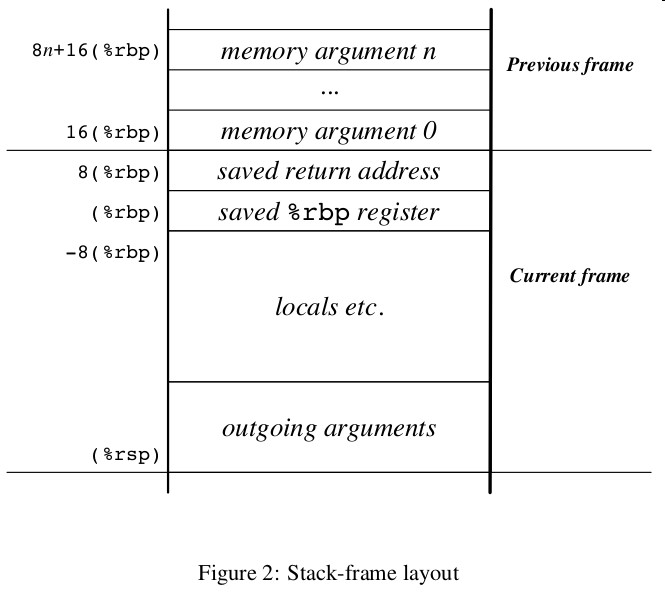 8n+16(%rbp) memory argument n Previous frame
...
16(%rbp) memory argument 0
8(%rbp) saved return address
(%rbp) saved %rbp register
-8(%rbp)
Current frame
locals etc.
outgoing arguments
(%rsp)
Figure 2: Stack-frame layout